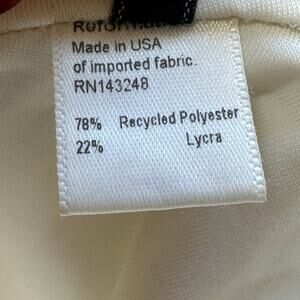 Made in USA
of imported fabric.
RN143248
78% Recycled Polyester
22% Lycra